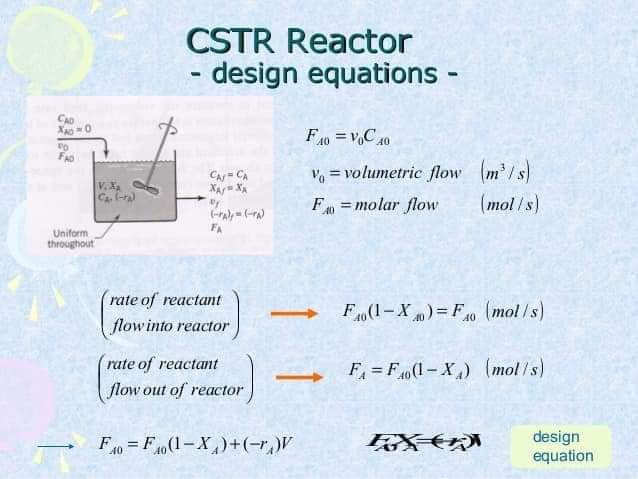 CSTR Reactor
- design equations -
C_A0
X_A0 = 0
υ_0
F_A0
V, X_A
C_A, (-r_A)
Uniform
throughout
C_Af = C_A
X_Af = X_A
υ_f
(-r_A)_f = (-r_A)
F_A
F_A0 = v_0 C_A0
v_0 = volumetric flow (m³ / s)
F_A0 = molar flow (mol / s)
(rate of reactant
flow into reactor)
F_A0(1 − X_A0) = F_A0 (mol / s)
(rate of reactant
flow out of reactor)
F_A = F_A0(1 − X_A) (mol / s)
F_A0 = F_A0(1 − X_A) + (−r_A)V
design
equation